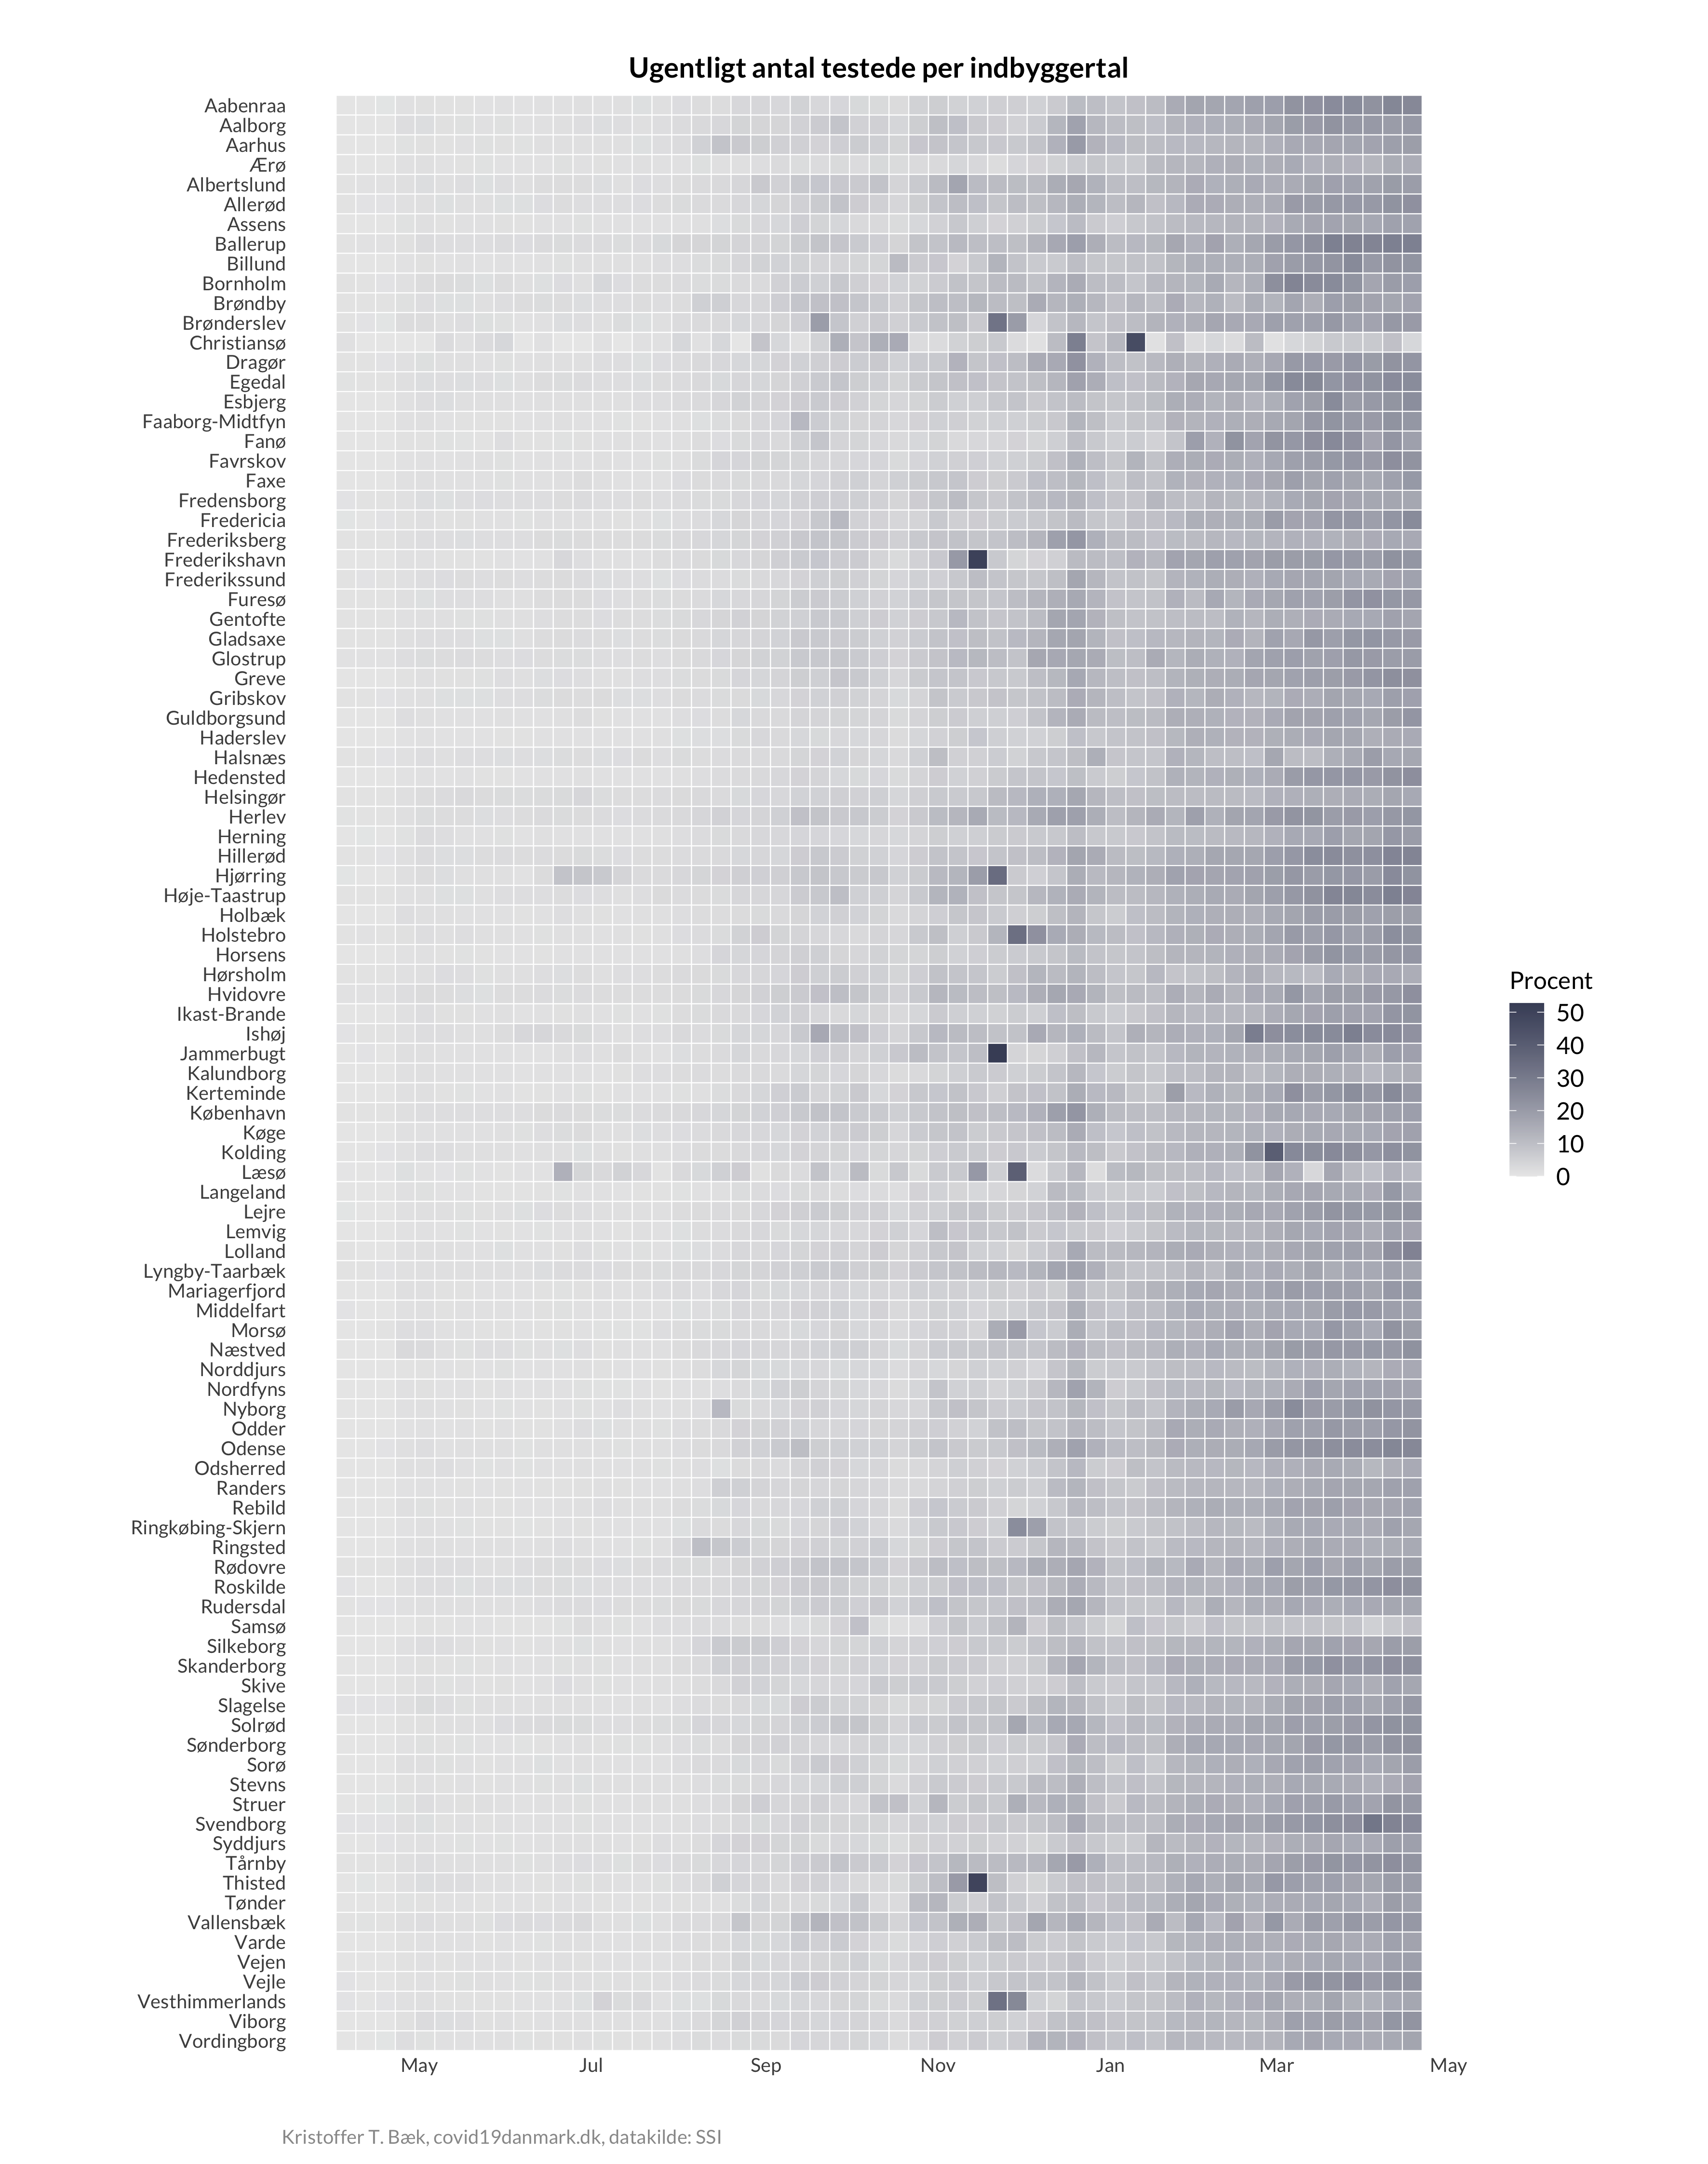 Ugentligt antal testede per indbyggertal
Aabenraa
Aalborg
Aarhus
Ærø
Albertslund
Allerød
Assens
Ballerup
Billund
Bornholm
Brøndby
Brønderslev
Christiansø
Dragør
Egedal
Esbjerg
Faaborg-Midtfyn
Fanø
Favrskov
Faxe
Fredensborg
Fredericia
Frederiksberg
Frederikshavn
Frederikssund
Furesø
Gentofte
Gladsaxe
Glostrup
Greve
Gribskov
Guldborgsund
Haderslev
Halsnæs
Hedensted
Helsingør
Herlev
Herning
Hillerød
Hjørring
Høje-Taastrup
Holbæk
Holstebro
Horsens
Hørsholm
Hvidovre
Ikast-Brande
Ishøj
Jammerbugt
Kalundborg
Kerteminde
København
Køge
Kolding
Læsø
Langeland
Lejre
Lemvig
Lolland
Lyngby-Taarbæk
Mariagerfjord
Middelfart
Morsø
Næstved
Norddjurs
Nordfyns
Nyborg
Odder
Odense
Odsherred
Randers
Rebild
Ringkøbing-Skjern
Ringsted
Rødovre
Roskilde
Rudersdal
Samsø
Silkeborg
Skanderborg
Skive
Slagelse
Solrød
Sønderborg
Sorø
Stevns
Struer
Svendborg
Syddjurs
Tårnby
Thisted
Tønder
Vallensbæk
Varde
Vejen
Vejle
Vesthimmerlands
Viborg
Vordingborg
May Jul Sep Nov Jan Mar May
Procent
50
40
30
20
10
0
Kristoffer T. Bæk, covid19danmark.dk, datakilde: SSI